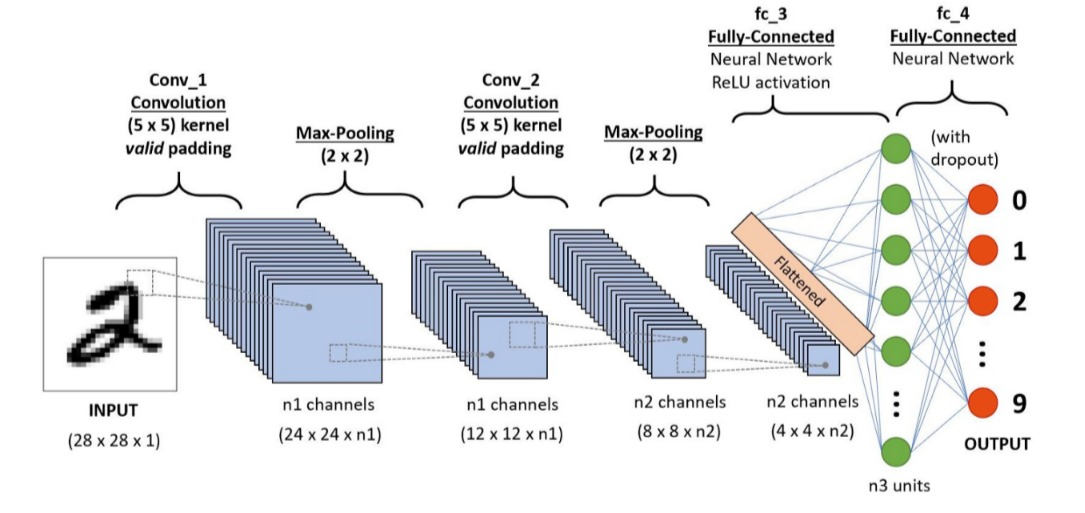 Conv_1
Convolution
(5 x 5) kernel
valid padding
Max-Pooling
(2 x 2)
Conv_2
Convolution
(5 x 5) kernel
valid padding
Max-Pooling
(2 x 2)
fc_3
Fully-Connected
Neural Network
ReLU activation
fc_4
Fully-Connected
Neural Network
(with
dropout)
2
Flattened
0
1
2
9
OUTPUT
INPUT
(28 x 28 x 1)
n1 channels
(24 x 24 x n1)
n1 channels
(12 x 12 x n1)
n2 channels
(8 x 8 x n2)
n2 channels
(4 x 4 x n2)
n3 units